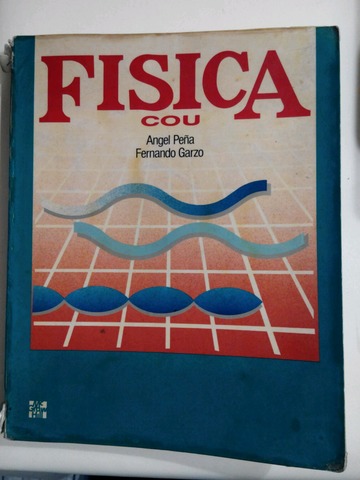 FISICA
COU
Angel Peña
Fernando Garzo